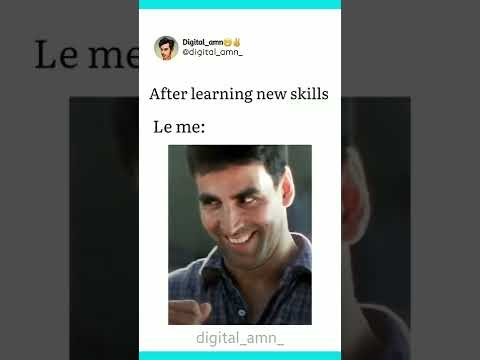 Digital_amn😁✌️
@digital_amn_
After learning new skills
Le me:
Le me:
digital_amn_